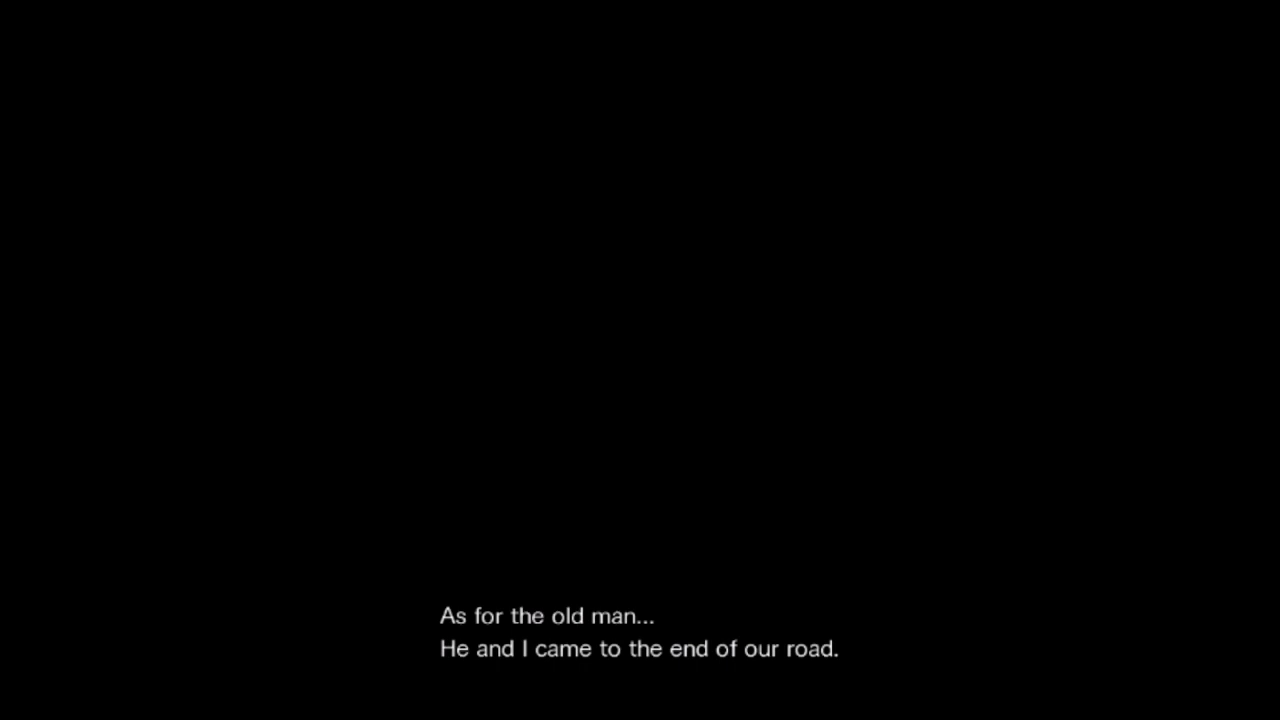 As for the old man...
He and I came to the end of our road.